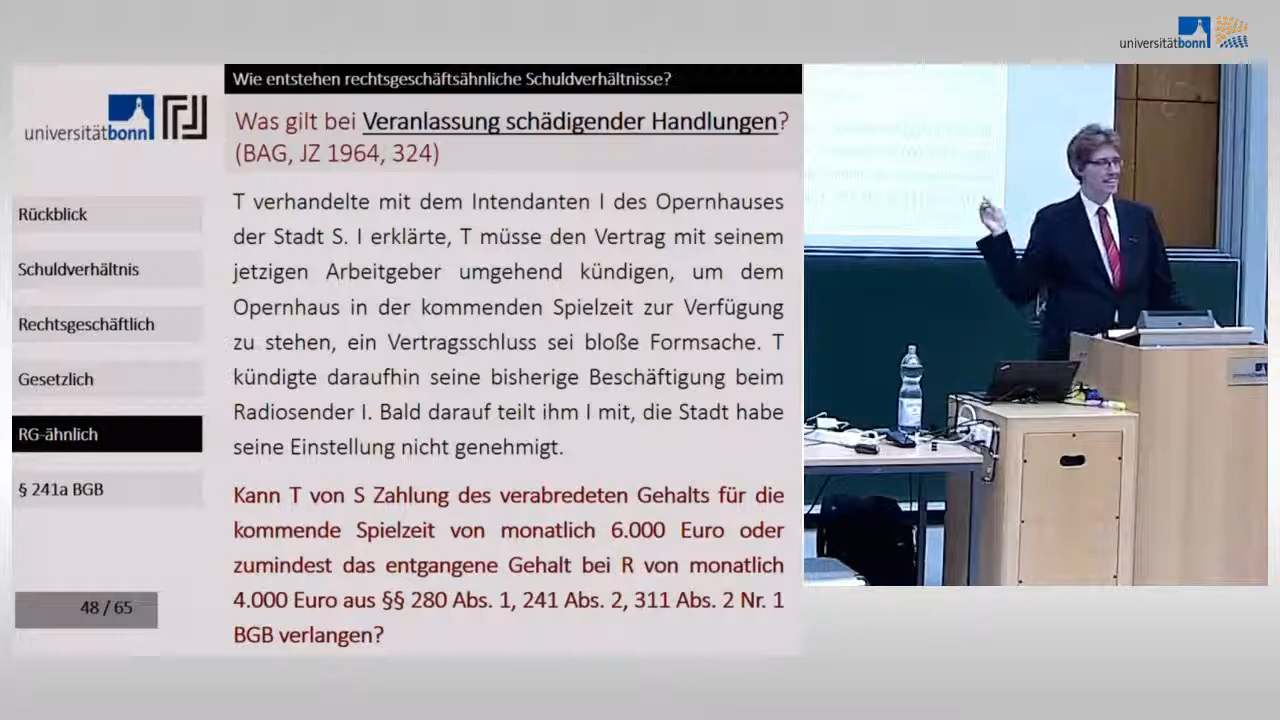 universitätbonn
Wie entstehen rechtsgeschäftsähnliche Schuldverhältnisse?
universitätbonn
Was gilt bei Veranlassung schädigender Handlungen?
(BAG, JZ 1964, 324)
Rückblick
Schuldverhältnis
Rechtsgeschäftlich
Gesetzlich
RG-ähnlich
§ 241a BGB
48 / 65
T verhandelte mit dem Intendanten I des Opernhauses
der Stadt S. I erklärte, T müsse den Vertrag mit seinem
jetzigen Arbeitgeber umgehend kündigen, um dem
Opernhaus in der kommenden Spielzeit zur Verfügung
zu stehen, ein Vertragsschluss sei bloße Formsache. T
kündigte daraufhin seine bisherige Beschäftigung beim
Radiosender I. Bald darauf teilt ihm I mit, die Stadt habe
seine Einstellung nicht genehmigt.
Kann T von S Zahlung des verabredeten Gehalts für die
kommende Spielzeit von monatlich 6.000 Euro oder
zumindest das entgangene Gehalt bei R von monatlich
4.000 Euro aus §§ 280 Abs. 1, 241 Abs. 2, 311 Abs. 2 Nr. 1
BGB verlangen?